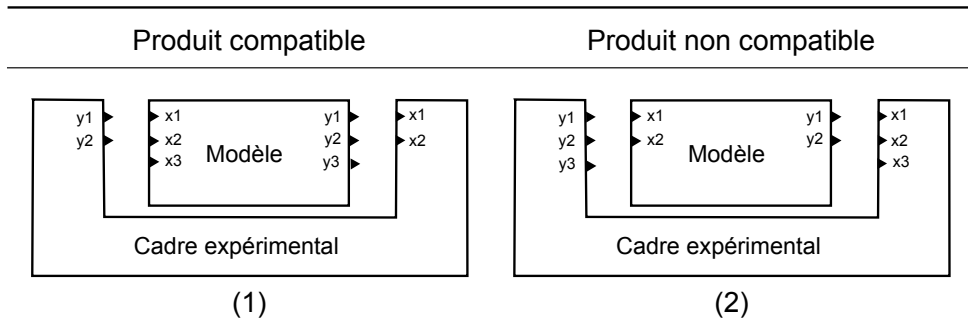 Produit compatible Produit non compatible
y1 x1 y1 x1 y1 x1 y1 x1
y2 x2 y2 x2 y2 x2 y2 x2
x3 Modèle y3 y3 Modèle x3
Cadre expérimental Cadre expérimental
(1) (2)